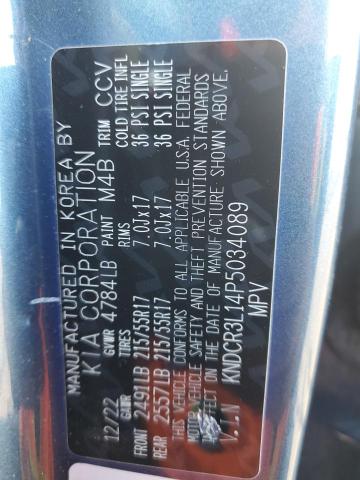 MANUFACTURED IN KOREA BY
KIA CORPORATION
12/22 GVWR 4784LB PAINT M4B TRIM CCV
GAWR TIRES RIMS COLD TIRE INFL
FRONT 2491LB 215/55R17 7.0Jx17 36 PSI SINGLE
REAR 2557LB 215/55R17 7.0Jx17 36 PSI SINGLE
THIS VEHICLE CONFORMS TO ALL APPLICABLE U.S.A. FEDERAL
MOTOR VEHICLE SAFETY AND THEFT PREVENTION STANDARDS
IN EFFECT ON THE DATE OF MANUFACTURE SHOWN ABOVE.
V.I.N KNDCR3L14P5034089
MPV